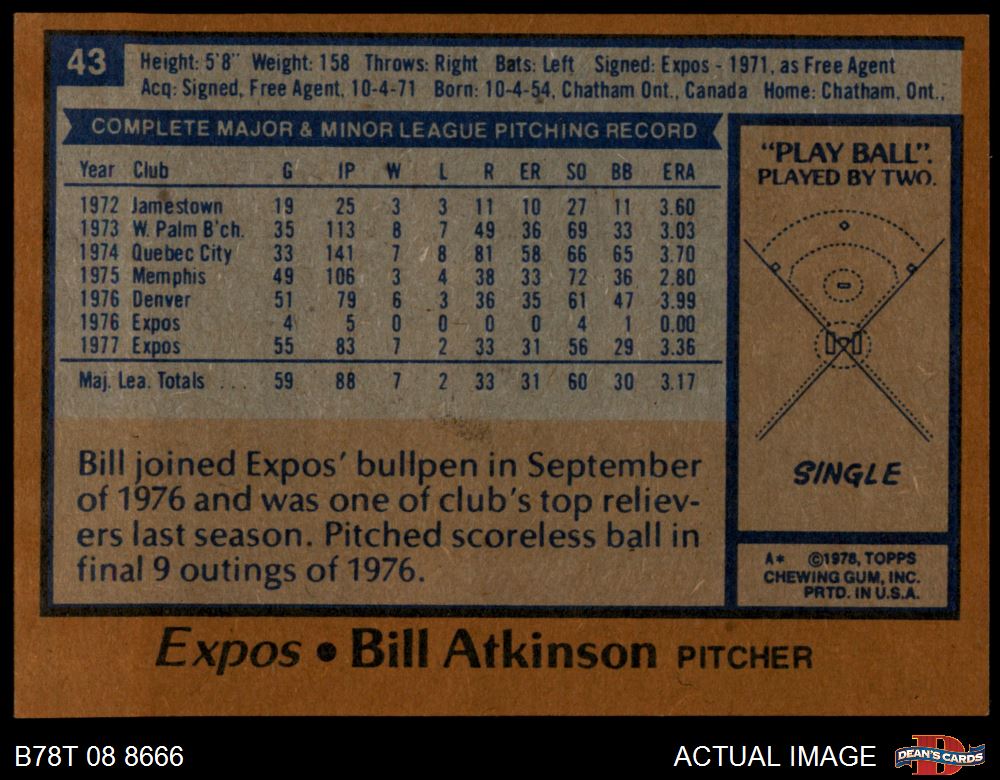 43
Height: 5'8" Weight: 158 Throws: Right Bats: Left Signed: Expos - 1971, as Free Agent
Acq: Signed, Free Agent, 10-4-71 Born: 10-4-54, Chatham Ont., Canada Home: Chatham, Ont.,
COMPLETE MAJOR & MINOR LEAGUE PITCHING RECORD
Year Club G IP W L R ER SO BB ERA
1972 Jamestown 19 25 3 3 11 10 27 11 3.60
1973 W. Palm B'ch. 35 113 8 7 49 36 69 33 3.03
1974 Quebec City 33 141 7 8 81 58 66 65 3.70
1975 Memphis 49 106 3 4 38 33 72 36 2.80
1976 Denver 51 79 6 3 36 35 61 47 3.99
1976 Expos 4 5 0 0 0 0 4 1 0.00
1977 Expos 55 83 7 2 33 31 56 29 3.36
Maj. Lea. Totals ... 59 88 7 2 33 31 60 30 3.17
Bill joined Expos' bullpen in September
of 1976 and was one of club's top reliev-
ers last season. Pitched scoreless ball in
final 9 outings of 1976.
"PLAY BALL".
PLAYED BY TWO.
SINGLE
A* ©1978, TOPPS
CHEWING GUM, INC.
PRTD. IN U.S.A.
Expos • Bill Atkinson PITCHER
B78T 08 8666
ACTUAL IMAGE
D
DEAN'S CARDS